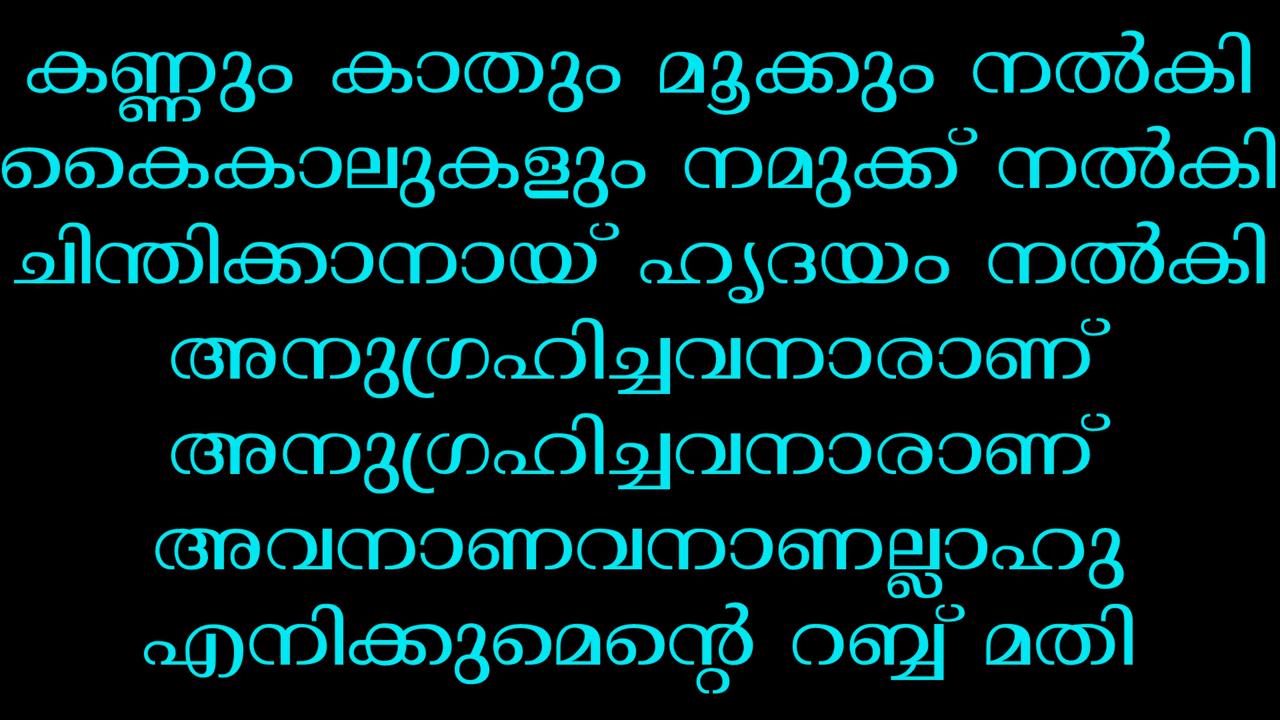 കണ്ണും കാതും മൂക്കും നൽകി
കൈകാലുകളും നമുക്ക് നൽകി
ചിന്തിക്കാനായ് ഹൃദയം നൽകി
അനുഗ്രഹിച്ചവനാരാണ്
അനുഗ്രഹിച്ചവനാരാണ്
അവനാണവനാണല്ലാഹു
എനിക്കുമെന്റെ റബ്ബ് മതി